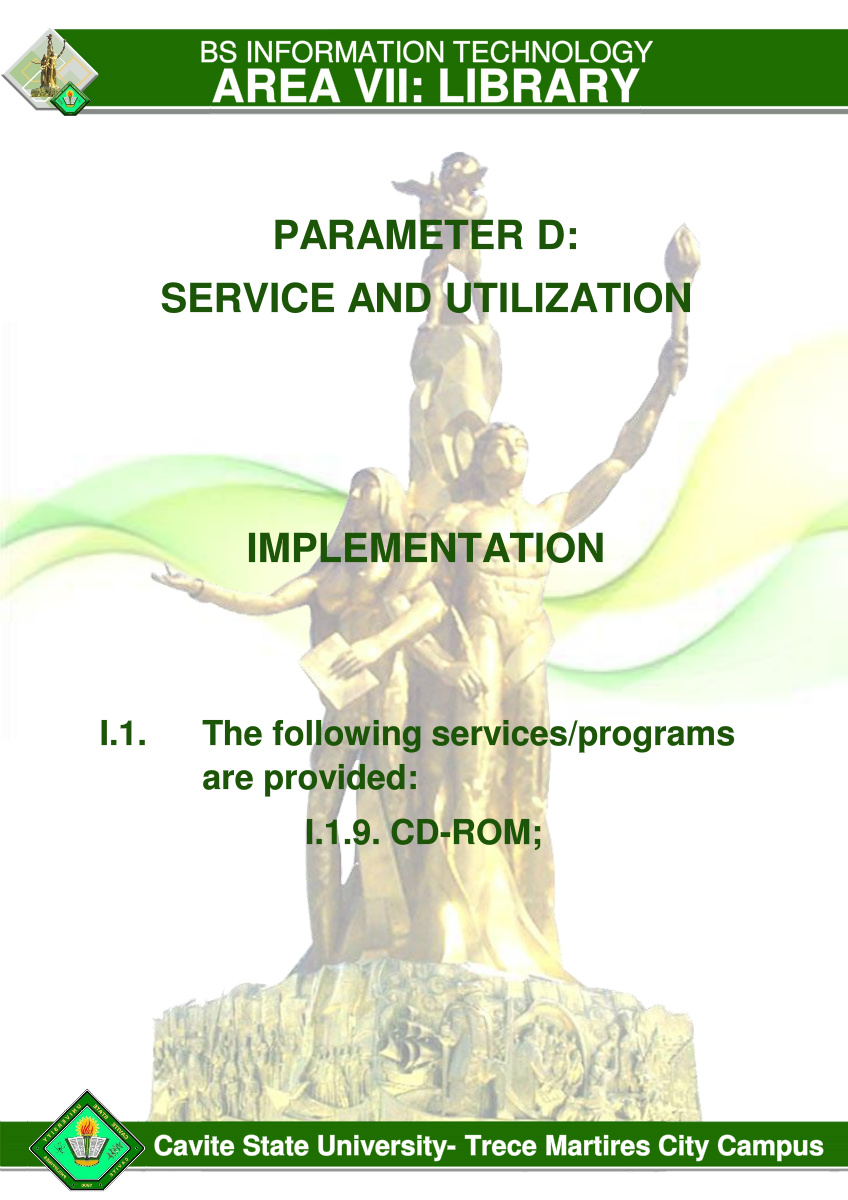 BS INFORMATION TECHNOLOGY
AREA VII: LIBRARY
PARAMETER D:
SERVICE AND UTILIZATION
IMPLEMENTATION
I.1. The following services/programs
are provided:
I.1.9. CD-ROM;
Cavite State University- Trece Martires City Campus